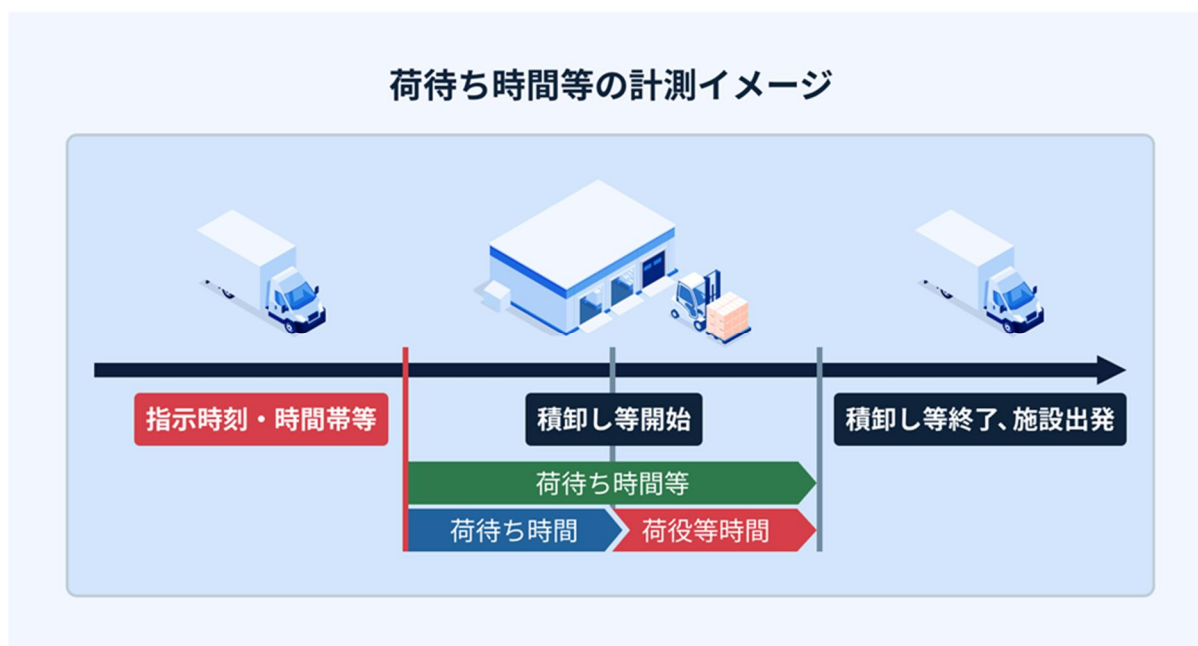 荷待ち時間等の計測イメージ
指示時刻・時間帯等
積卸し等開始
積卸し等終了、施設出発
荷待ち時間等
荷待ち時間
荷役等時間